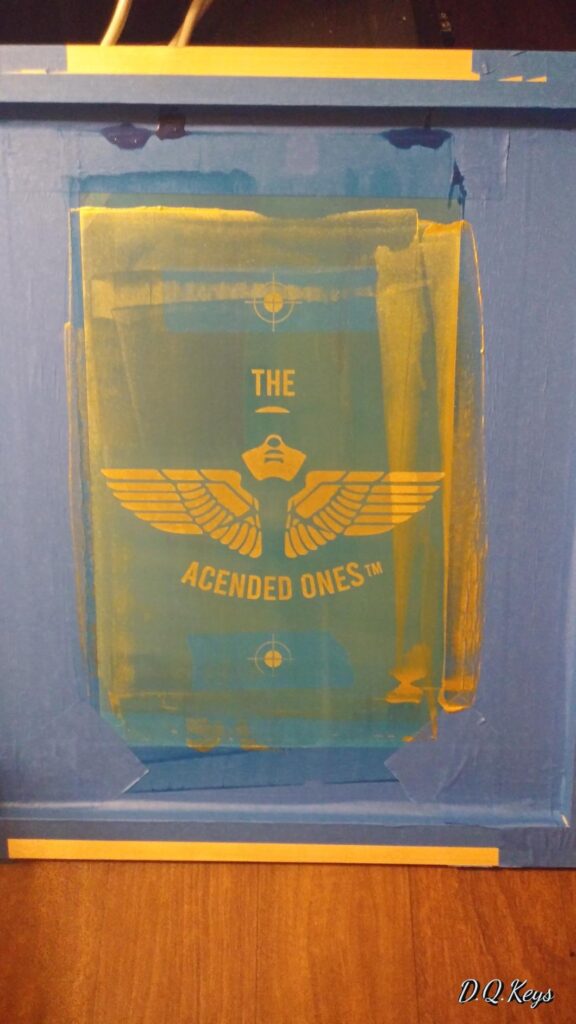 THE
ACENDED ONES™
D.Q.Keys